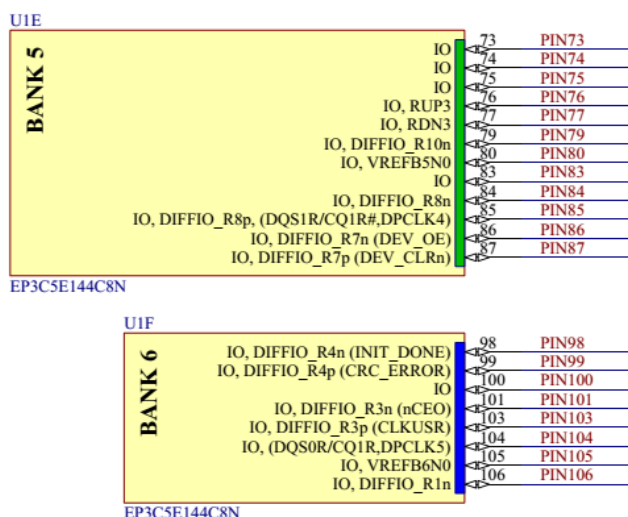 U1E
BANK 5
IO 73 PIN73
IO 74 PIN74
IO 75 PIN75
IO, RUP3 76 PIN76
IO, RDN3 77 PIN77
IO, DIFFIO_R10n 79 PIN79
IO, VREFB5N0 80 PIN80
IO 83 PIN83
IO, DIFFIO_R8n 84 PIN84
IO, DIFFIO_R8p, (DQS1R/CQ1R#,DPCLK4) 85 PIN85
IO, DIFFIO_R7n (DEV_OE) 86 PIN86
IO, DIFFIO_R7p (DEV_CLRn) 87 PIN87
EP3C5E144C8N
U1F
BANK 6
IO, DIFFIO_R4n (INIT_DONE) 98 PIN98
IO, DIFFIO_R4p (CRC_ERROR) 99 PIN99
IO 100 PIN100
IO, DIFFIO_R3n (nCEO) 101 PIN101
IO, DIFFIO_R3p (CLKUSR) 103 PIN103
IO, (DQS0R/CQ1R,DPCLK5) 104 PIN104
IO, VREFB6N0 105 PIN105
IO, DIFFIO_R1n 106 PIN106
EP3C5E144C8N